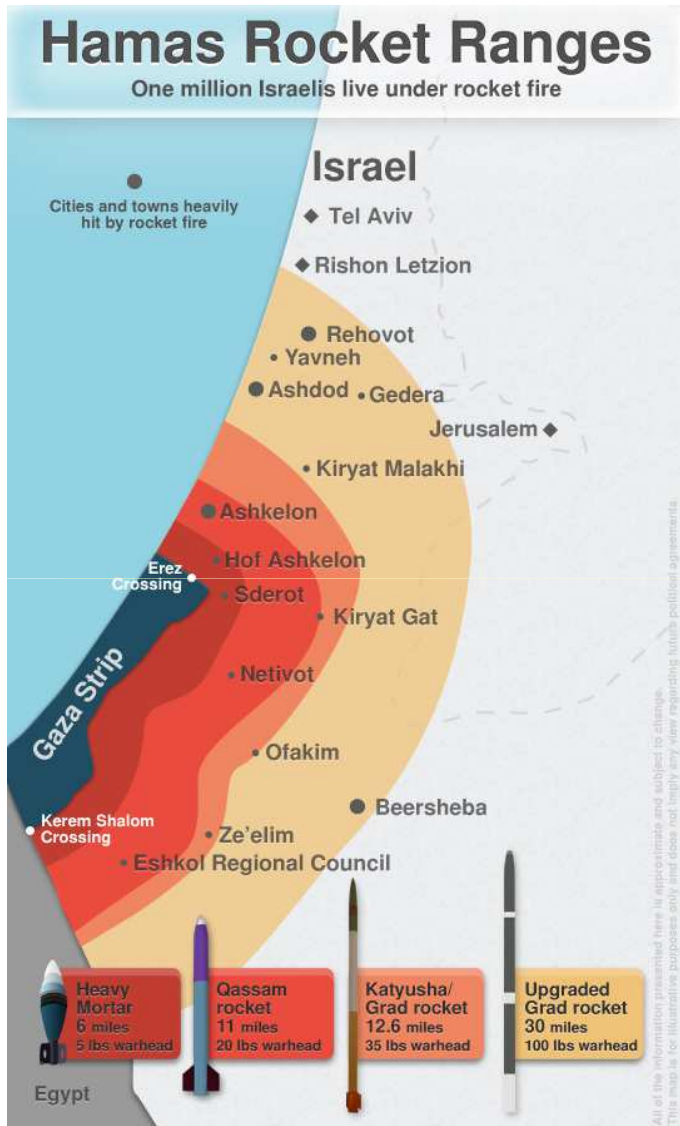 Hamas Rocket Ranges
One million Israelis live under rocket fire
Israel
Cities and towns heavily
hit by rocket fire
Tel Aviv
Rishon Letzion
Rehovot
Yavneh
Ashdod
Gedera
Jerusalem
Kiryat Malakhi
Ashkelon
Hof Ashkelon
Erez
Crossing
Sderot
Kiryat Gat
Gaza Strip
Netivot
Ofakim
Beersheba
Kerem Shalom
Crossing
Ze'elim
Eshkol Regional Council
Heavy
Mortar
6 miles
5 lbs warhead
Qassam
rocket
11 miles
20 lbs warhead
Katyusha/
Grad rocket
12.6 miles
35 lbs warhead
Upgraded
Grad rocket
30 miles
100 lbs warhead
Egypt
All of the information presented here is approximate and subject to change.
This map is for illustrative purposes only and does not imply any view regarding future political agreements.